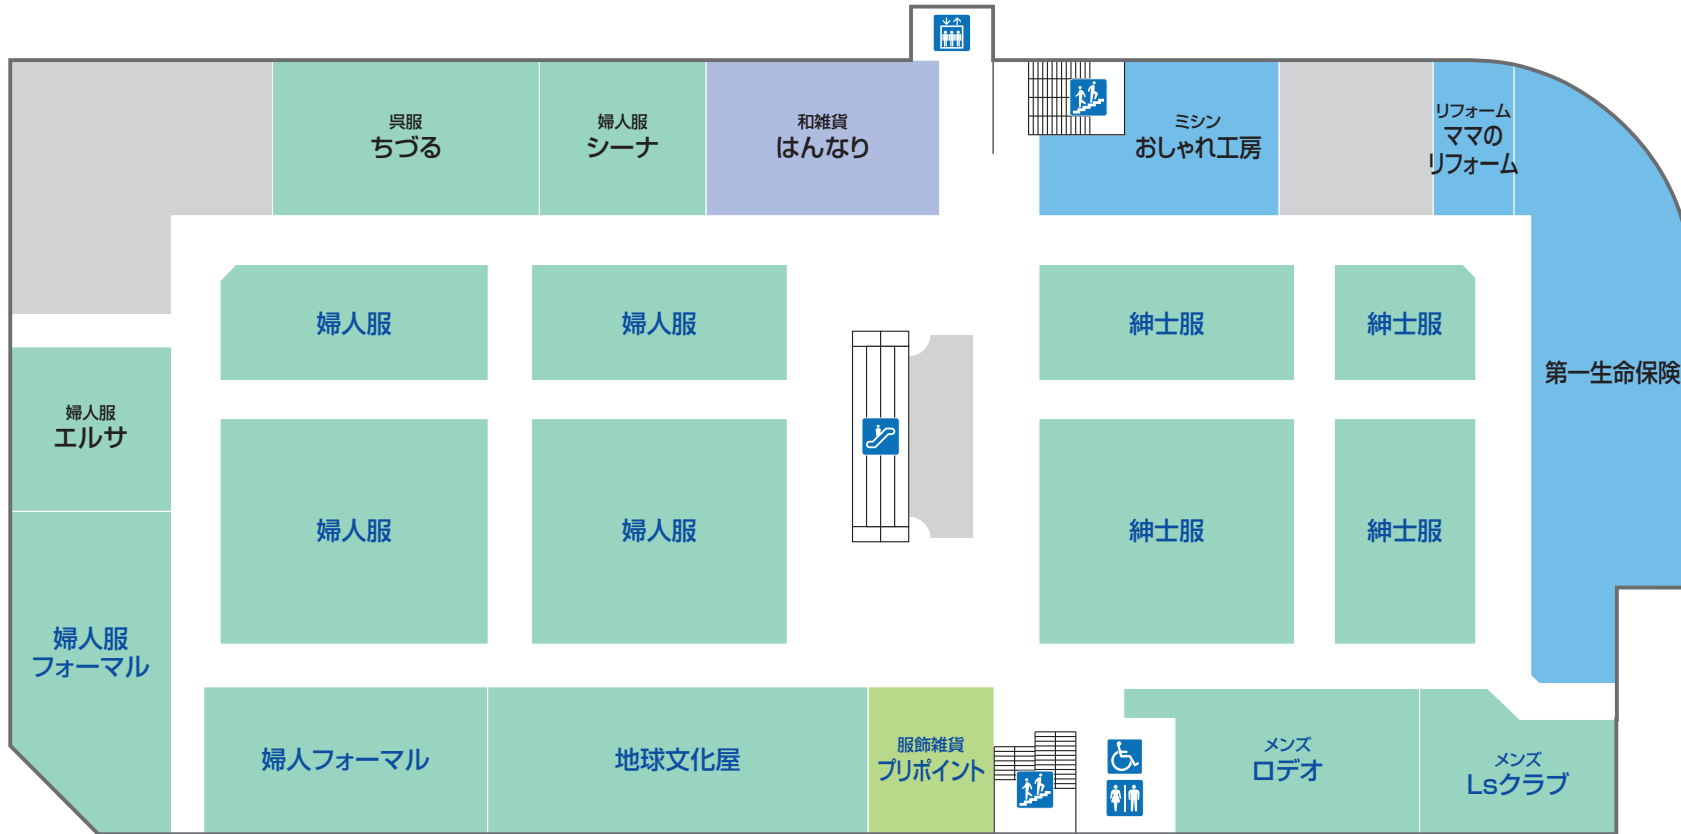 呉服
ちづる
婦人服
シーナ
和雑貨
はんなり
ミシン
おしゃれ工房
リフォーム
ママの
リフォーム
婦人服
婦人服
紳士服
紳士服
第一生命保険
婦人服
エルサ
婦人服
婦人服
紳士服
紳士服
婦人服
フォーマル
婦人フォーマル
地球文化屋
服飾雑貨
プリポイント
メンズ
ロデオ
メンズ
Lsクラブ